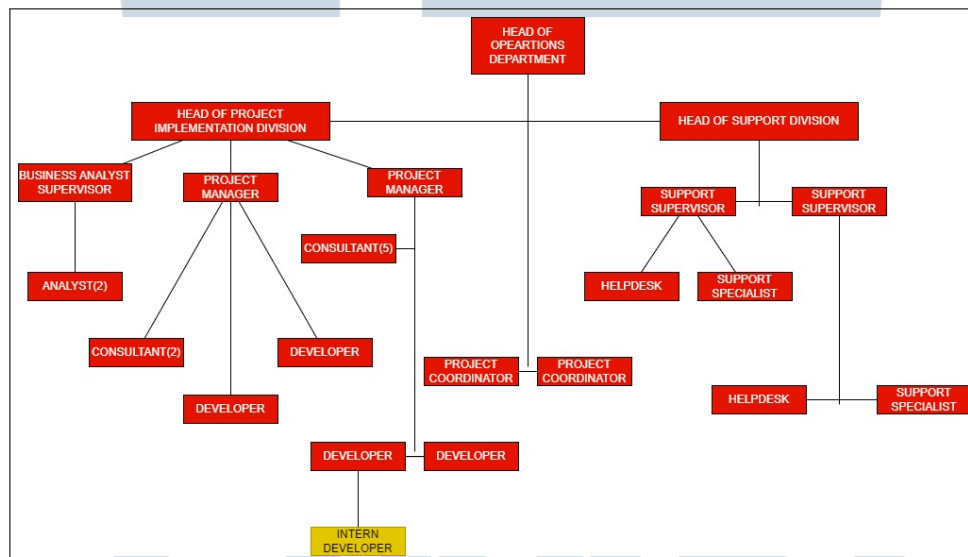 HEAD OF
OPEARTIONS
DEPARTMENT
HEAD OF PROJECT
IMPLEMENTATION DIVISION
HEAD OF SUPPORT DIVISION
BUSINESS ANALYST
SUPERVISOR
PROJECT
MANAGER
PROJECT
MANAGER
SUPPORT
SUPERVISOR
SUPPORT
SUPERVISOR
CONSULTANT(5)
ANALYST(2)
HELPDESK
SUPPORT
SPECIALIST
CONSULTANT(2)
DEVELOPER
PROJECT
COORDINATOR
PROJECT
COORDINATOR
DEVELOPER
HELPDESK
SUPPORT
SPECIALIST
DEVELOPER
DEVELOPER
INTERN
DEVELOPER